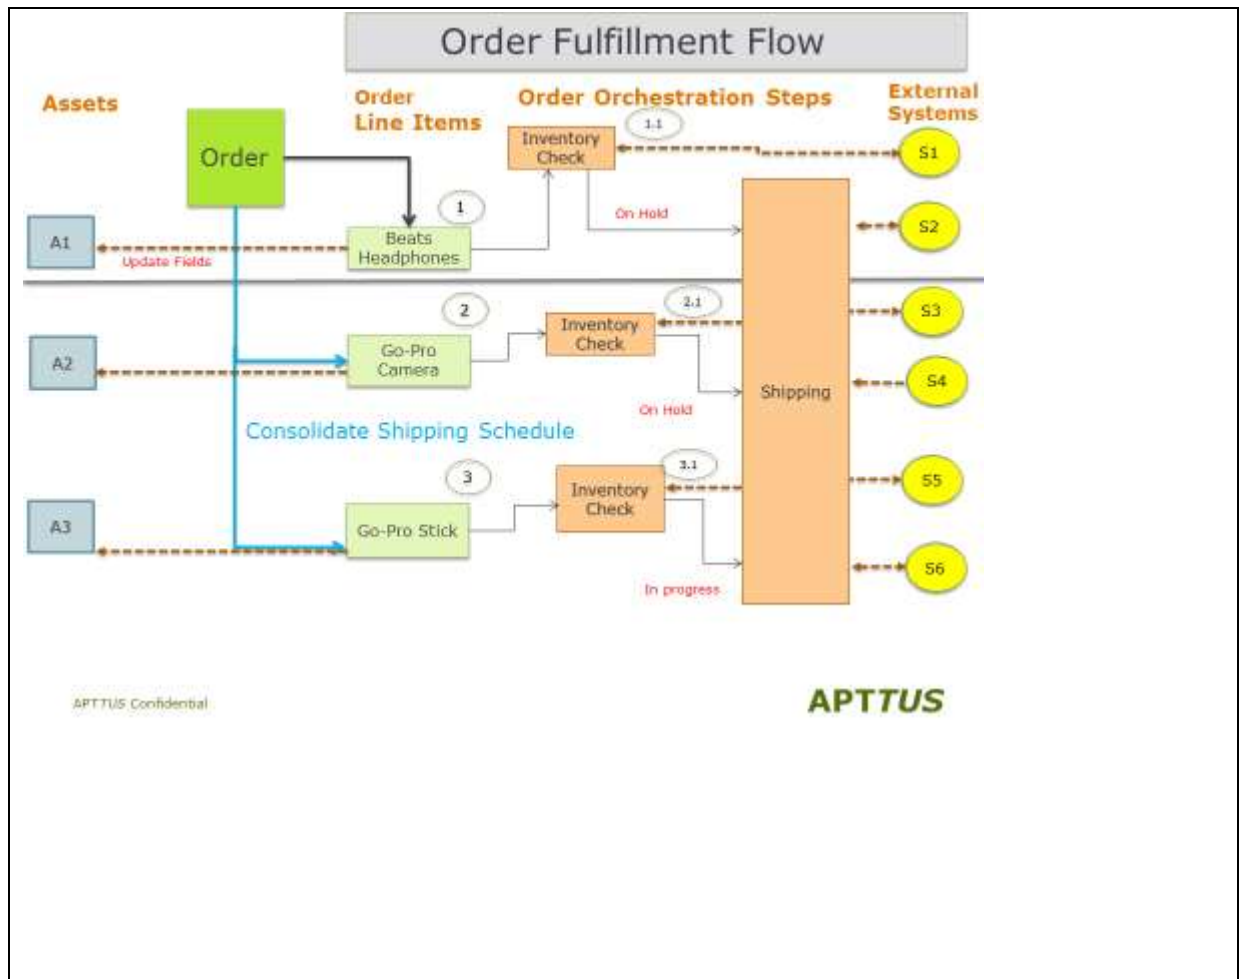 Order Fulfillment Flow
Assets
Order
Line Items
Order Orchestration Steps
External
Systems
Order
1.1
Inventory
Check
S1
1
On Hold
A1
Beats
Headphones
S2
Update Fields
2
2.1
Inventory
Check
S3
A2
Go-Pro
Camera
S4
Shipping
On Hold
Consolidate Shipping Schedule
3
3.1
Inventory
Check
S5
A3
Go-Pro Stick
In progress
S6
APTTUS Confidential
APTTUS